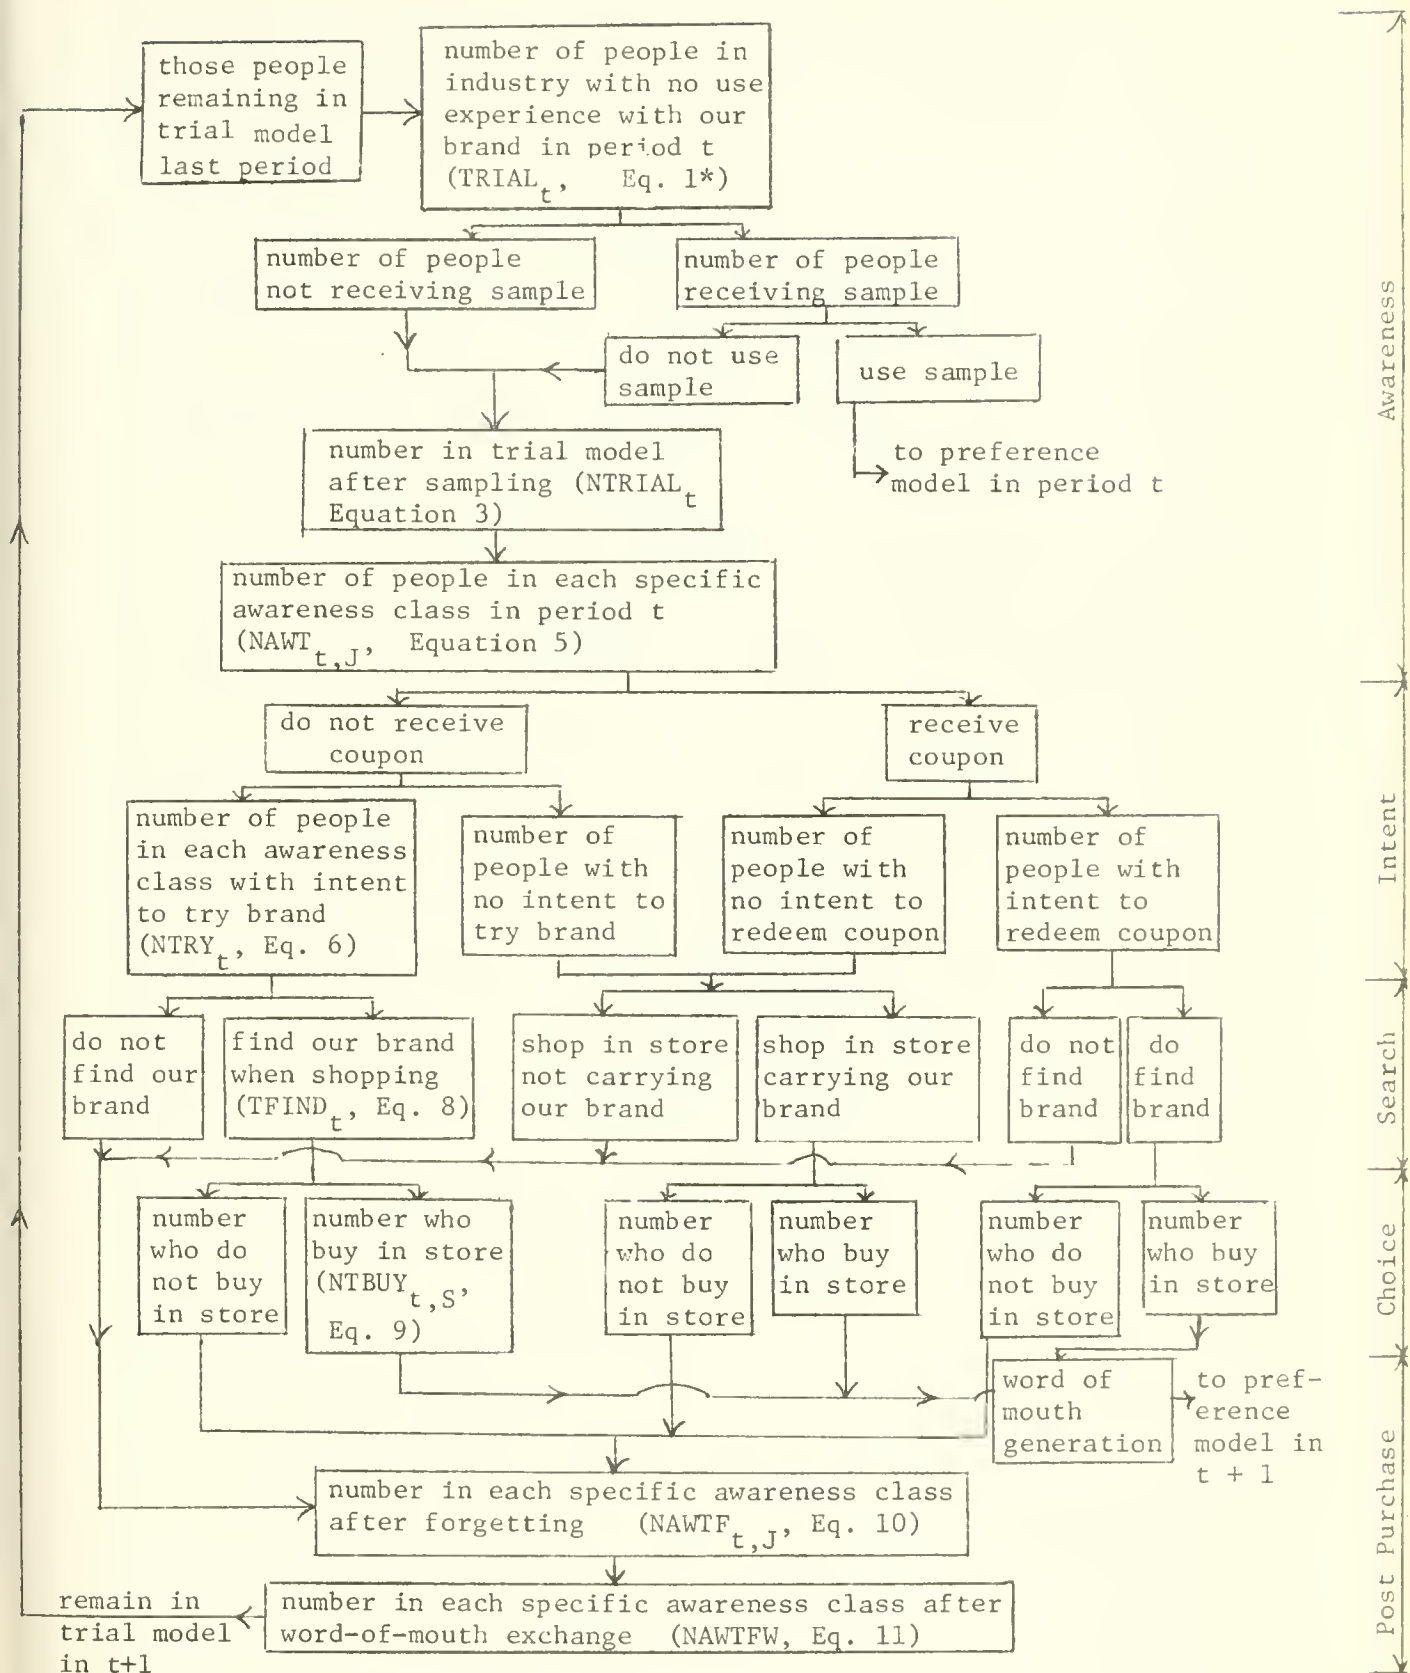 those people
remaining in
trial model
last period
number of people in
industry with no use
experience with our
brand in period t
(TRIAL_t, Eq. 1*)
number of people
not receiving sample
number of people
receiving sample
do not use
sample
use sample
number in trial model
after sampling (NTRIAL_t
Equation 3)
to preference
model in period t
number of people in each specific
awareness class in period t
(NAWT_t,J, Equation 5)
Awareness
do not receive
coupon
receive
coupon
number of people
in each awareness
class with intent
to try brand
(NTRY_t, Eq. 6)
number of
people with
no intent to
try brand
number of
people with
no intent to
redeem coupon
number of
people with
intent to
redeem coupon
Intent
do not
find our
brand
find our brand
when shopping
(TFIND_t, Eq. 8)
shop in store
not carrying
our brand
shop in store
carrying our
brand
do not
find
brand
do
find
brand
Search
number
who do
not buy
in store
number who
buy in store
(NTBUY_t,S,
Eq. 9)
number
who do
not buy
in store
number
who buy
in store
number
who do
not buy
in store
number
who buy
in store
Choice
word of
mouth
generation
to pref-
erence
model in
t + 1
number in each specific awareness class
after forgetting (NAWTF_t,J, Eq. 10)
remain in
trial model
in t+1
number in each specific awareness class after
word-of-mouth exchange (NAWTFW, Eq. 11)
Post Purchase